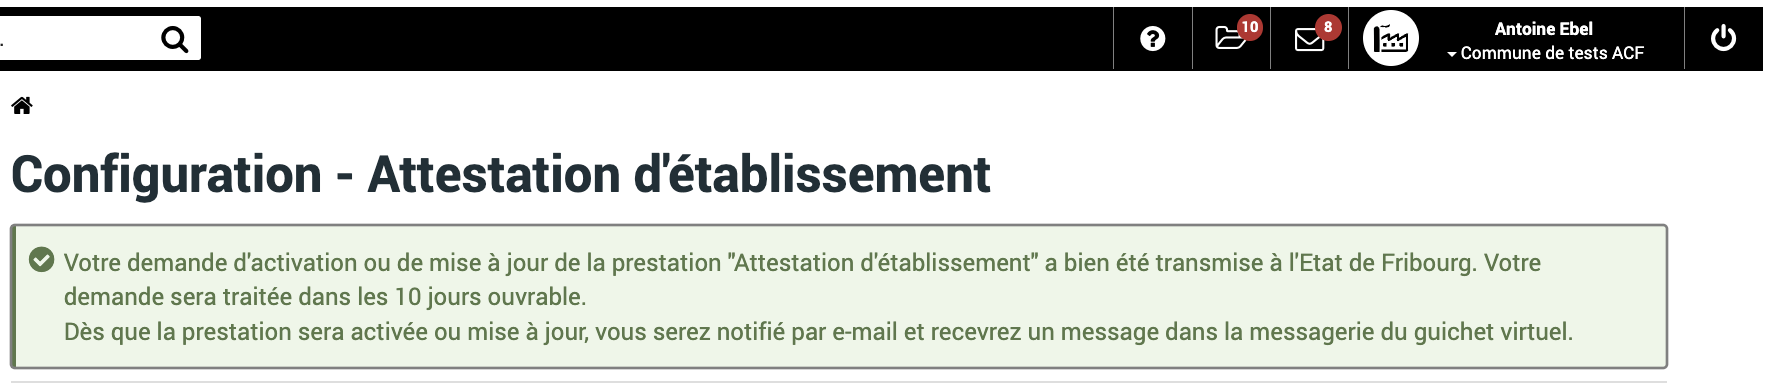 .
?
10
8
Antoine Ebel
Commune de tests ACF
Configuration - Attestation d'établissement
Votre demande d'activation ou de mise à jour de la prestation "Attestation d'établissement" a bien été transmise à l'Etat de Fribourg. Votre
demande sera traitée dans les 10 jours ouvrable.
Dès que la prestation sera activée ou mise à jour, vous serez notifié par e-mail et recevrez un message dans la messagerie du guichet virtuel.